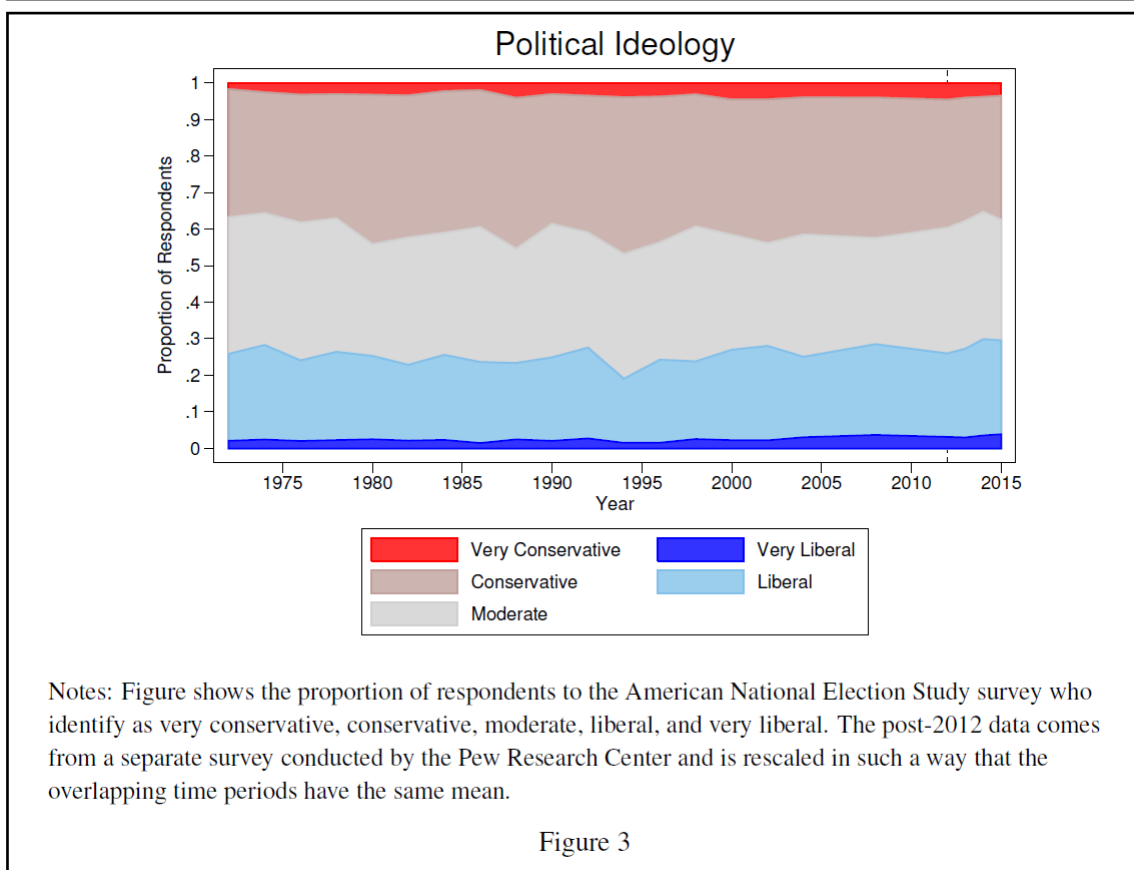 Political Ideology
1
.9
.8
.7
.6
.5
.4
.3
.2
.1
0
Proportion of Respondents
1975 1980 1985 1990 1995 2000 2005 2010 2015
Year
Very Conservative Very Liberal
Conservative Liberal
Moderate
Notes: Figure shows the proportion of respondents to the American National Election Study survey who
identify as very conservative, conservative, moderate, liberal, and very liberal. The post-2012 data comes
from a separate survey conducted by the Pew Research Center and is rescaled in such a way that the
overlapping time periods have the same mean.
Figure 3